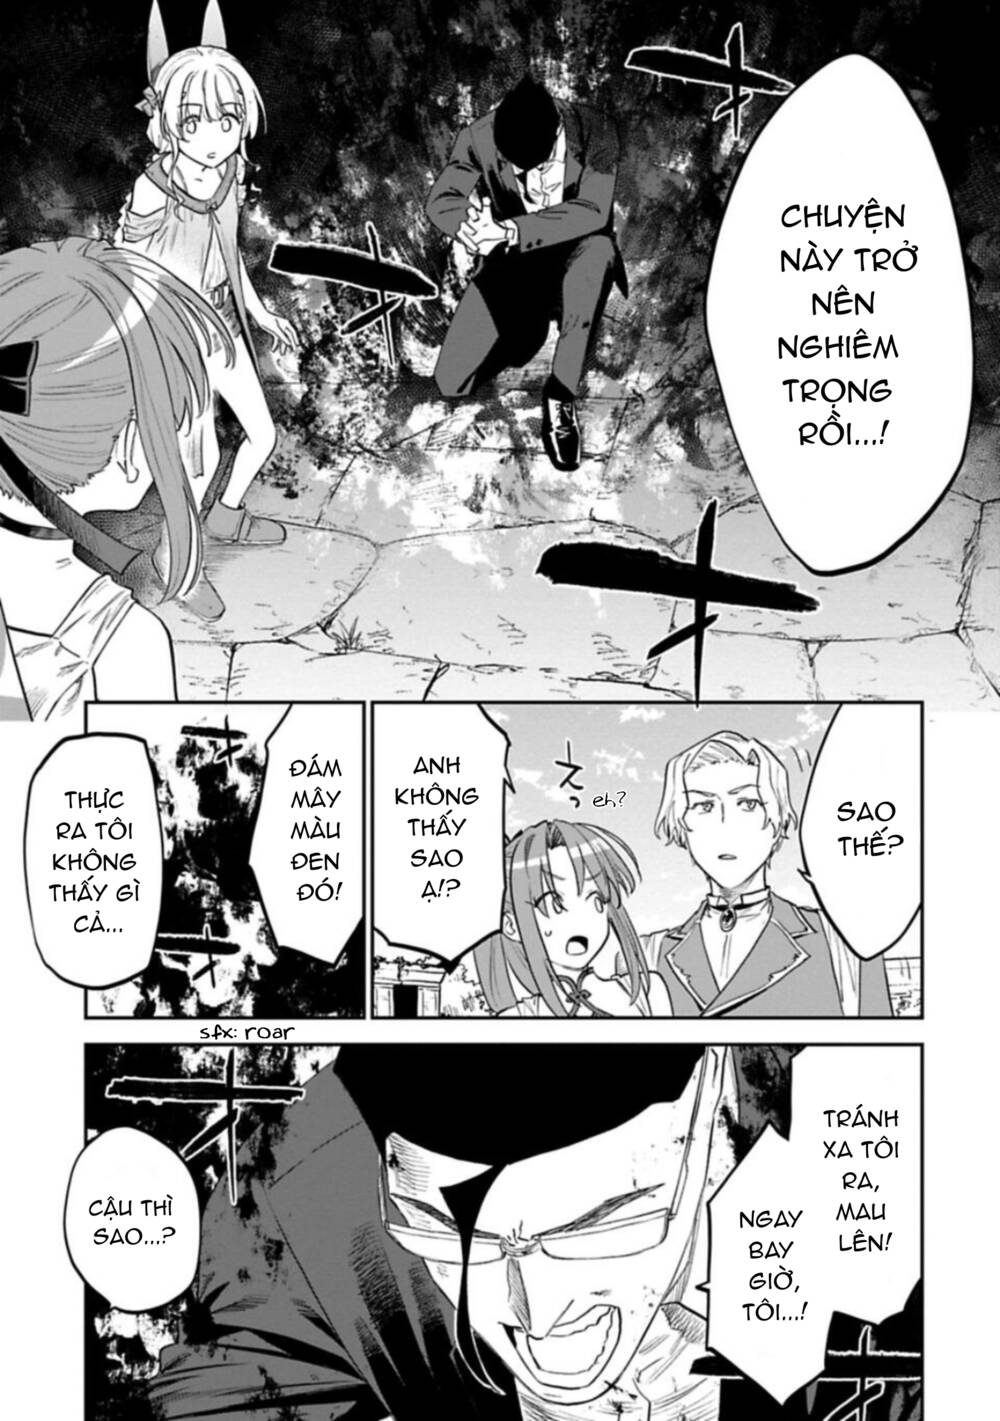 CHUYỆN
NÀY TRỞ
NÊN
NGHIÊM
TRỌNG
RỒI...!
SAO
THẾ?
えっ
eh?
ANH
KHÔNG
THẤY
SAO
Ạ!?
ĐÁM
MÂY
MÀU
ĐEN
ĐÓ!
THỰC
RA TÔI
KHÔNG
THẤY GÌ
CẢ...
sfx: roar
TRÁNH
XA TÔI
RA,
MAU
LÊN!
NGAY
BAY
GIỜ,
TÔI...!
CẬU THÌ
SAO...?